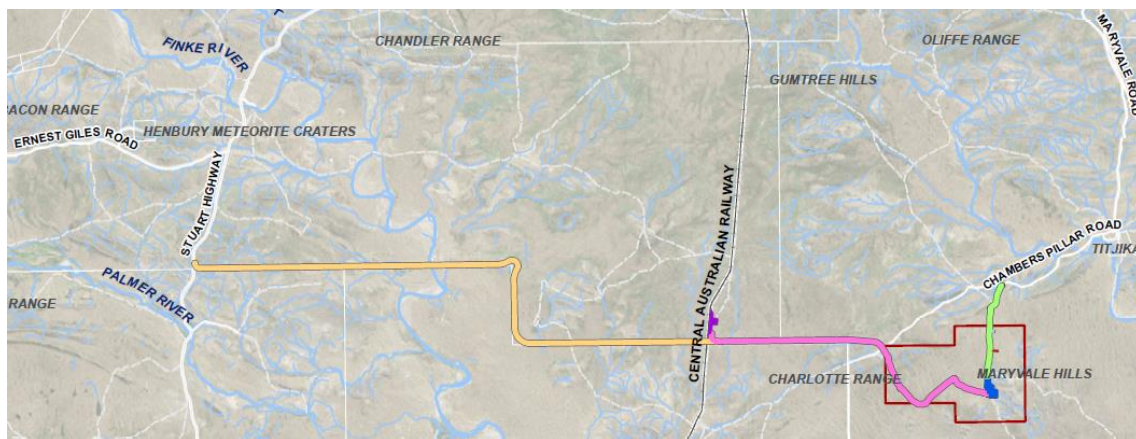 FINKE RIVER
CHANDLER RANGE
OLIFFE RANGE
MARYVALE ROAD
GUMTREE HILLS
BACON RANGE
ERNEST GILES ROAD
HENBURY METEORITE CRATERS
STUART HIGHWAY
CENTRAL AUSTRALIAN RAILWAY
CHAMBERS PILLAR ROAD
TITJIKA
PALMER RIVER
RANGE
CHARLOTTE RANGE
MARYVALE HILLS